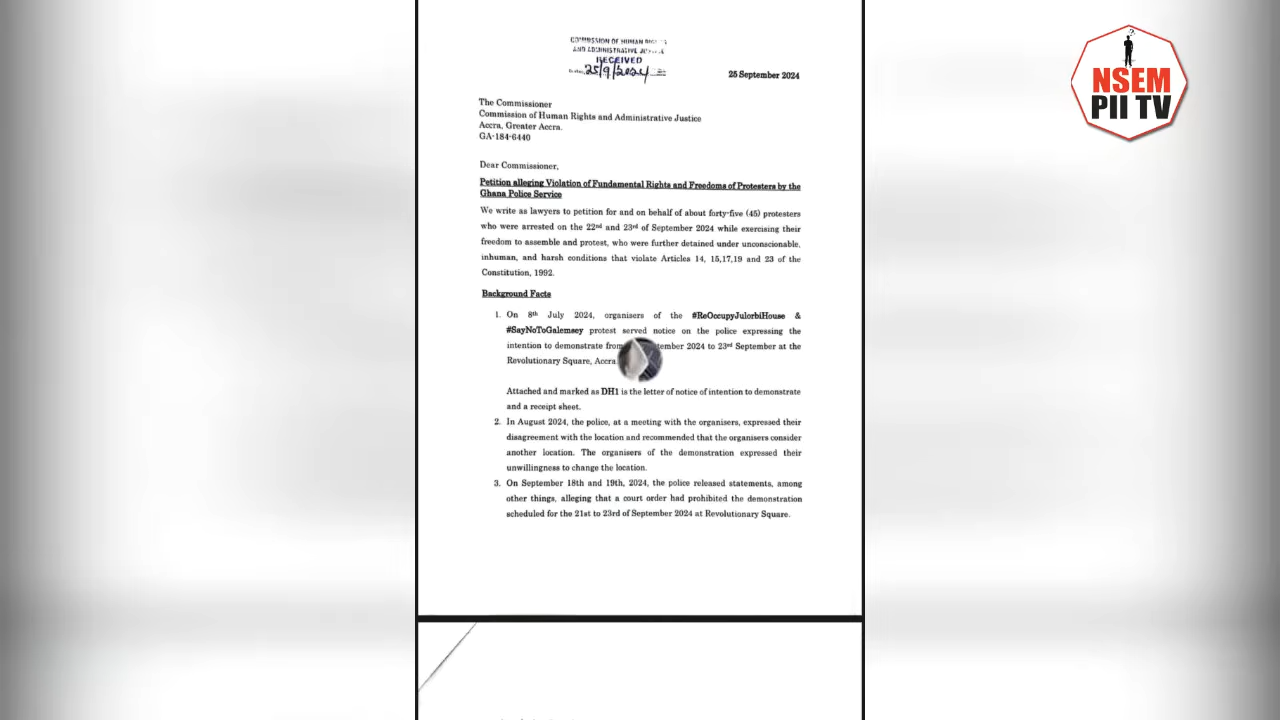 COMMISSION OF HUMAN RIGHTS
AND ADMINISTRATIVE JUSTICE
RECEIVED
25/9/2024
25 September 2024
NSEM
PII TV
The Commissioner
Commission of Human Rights and Administrative Justice
Accra, Greater Accra.
GA-184-6440
Dear Commissioner,
Petition alleging Violation of Fundamental Rights and Freedoms of Protesters by the
Ghana Police Service
We write as lawyers to petition for and on behalf of about forty-five (45) protesters
who were arrested on the 22nd and 23rd of September 2024 while exercising their
freedom to assemble and protest, who were further detained under unconscionable,
inhuman, and harsh conditions that violate Articles 14, 15,17,19 and 23 of the
Constitution, 1992.
Background Facts
1. On 8th July 2024, organisers of the #ReOccupyJulorbiHouse &
#SayNoToGalemsey protest served notice on the police expressing the
intention to demonstrate from tember 2024 to 23rd September at the
Revolutionary Square, Accra.
Attached and marked as DH1 is the letter of notice of intention to demonstrate
and a receipt sheet.
2. In August 2024, the police, at a meeting with the organisers, expressed their
disagreement with the location and recommended that the organisers consider
another location. The organisers of the demonstration expressed their
unwillingness to change the location.
3. On September 18th and 19th, 2024, the police released statements, among
other things, alleging that a court order had prohibited the demonstration
scheduled for the 21st to 23rd of September 2024 at Revolutionary Square.